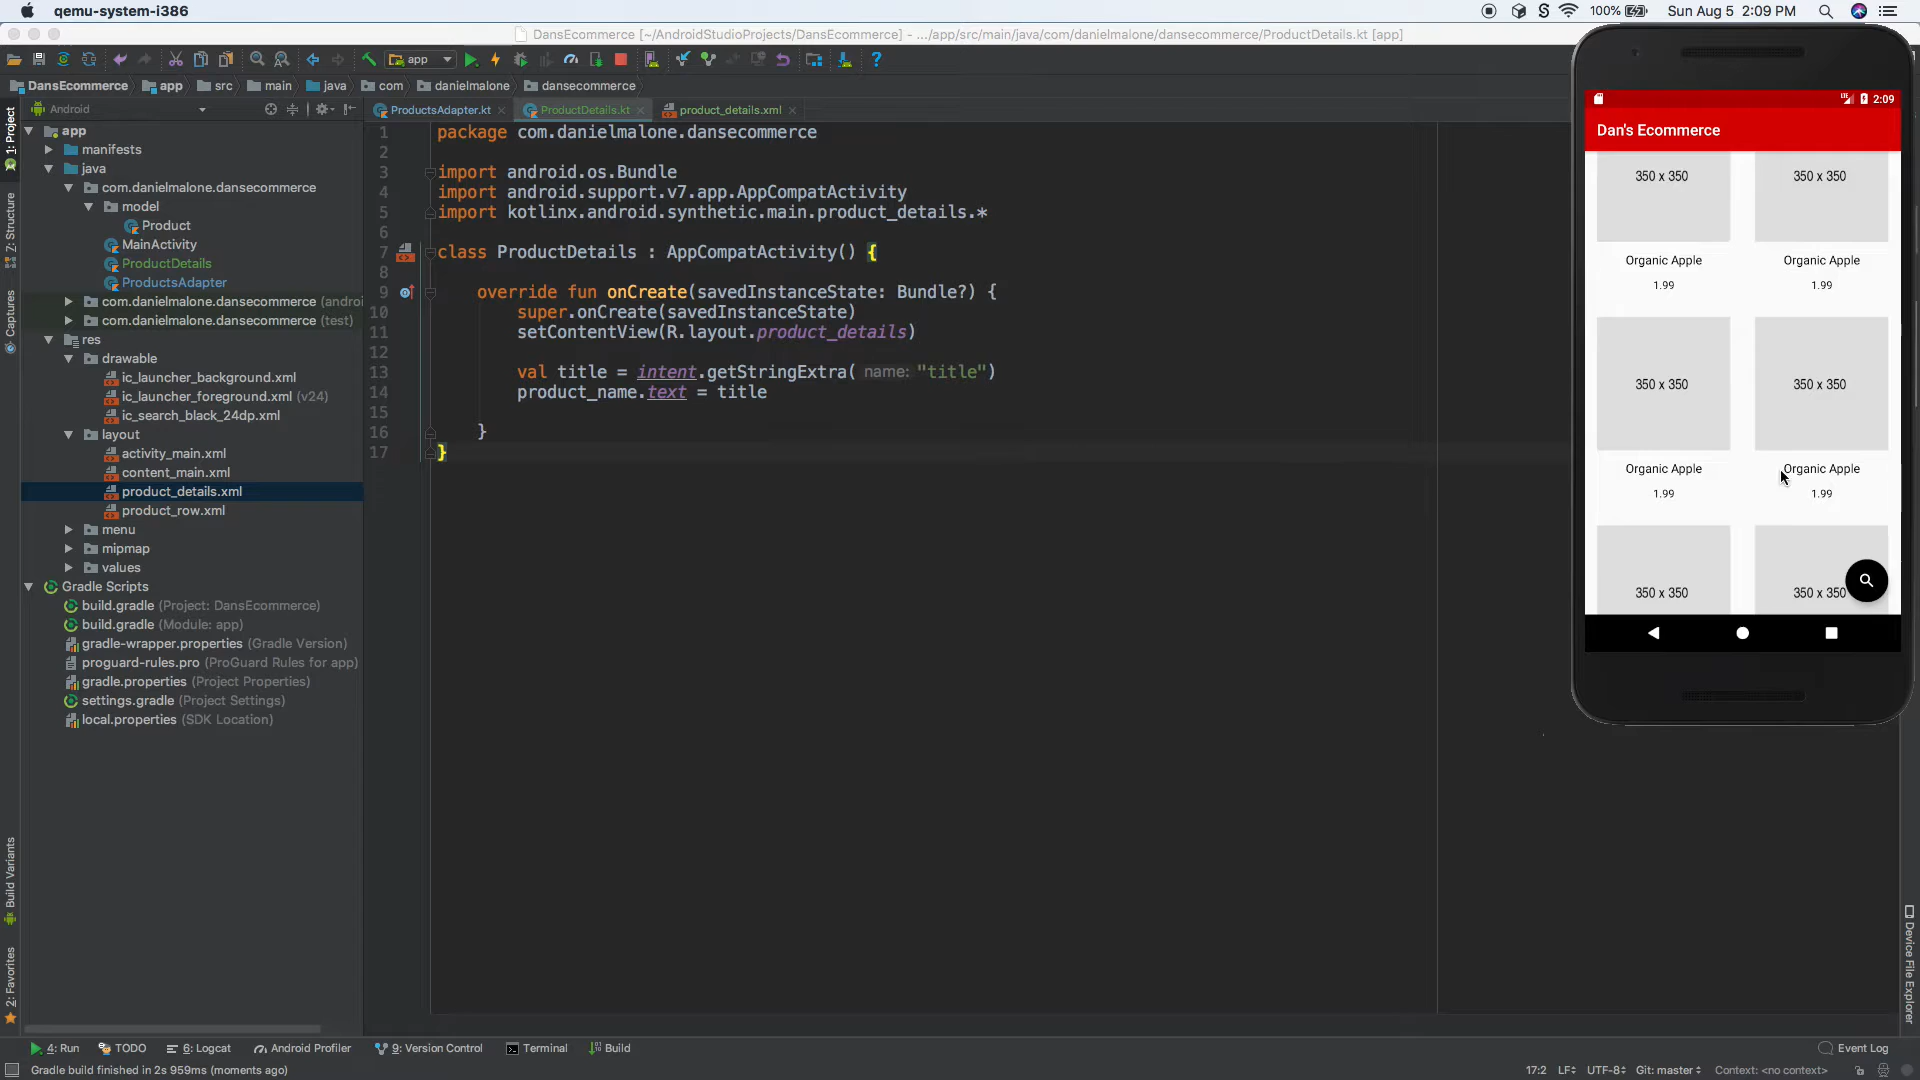 qemu-system-i386
100%
Sun Aug 5 2:09 PM
DansEcommerce [~/AndroidStudioProjects/DansEcommerce] - .../app/src/main/java/com/danielmalone/dansecommerce/ProductDetails.kt [app]
app
DansEcommerce
app
src
main
java
com
danielmalone
dansecommerce
Android
ProductsAdapter.kt
ProductDetails.kt
product_details.xml
1: Project
Z: Structure
Captures
Build Variants
2: Favorites
app
manifests
java
com.danielmalone.dansecommerce
model
Product
MainActivity
ProductDetails
ProductsAdapter
com.danielmalone.dansecommerce (androi
com.danielmalone.dansecommerce (test)
res
drawable
ic_launcher_background.xml
ic_launcher_foreground.xml (v24)
ic_search_black_24dp.xml
layout
activity_main.xml
content_main.xml
product_details.xml
product_row.xml
menu
mipmap
values
Gradle Scripts
build.gradle (Project: DansEcommerce)
build.gradle (Module: app)
gradle-wrapper.properties (Gradle Version)
proguard-rules.pro (ProGuard Rules for app)
gradle.properties (Project Properties)
settings.gradle (Project Settings)
local.properties (SDK Location)
1 package com.danielmalone.dansecommerce
2
3 import android.os.Bundle
4 import android.support.v7.app.AppCompatActivity
5 import kotlinx.android.synthetic.main.product_details.*
6
7 class ProductDetails : AppCompatActivity() {
8
9 override fun onCreate(savedInstanceState: Bundle?) {
10 super.onCreate(savedInstanceState)
11 setContentView(R.layout.product_details)
12
13 val title = intent.getStringExtra( name: "title")
14 product_name.text = title
15
16 }
17 }
2:09
Dan's Ecommerce
350 x 350 350 x 350
Organic Apple Organic Apple
1.99 1.99
350 x 350 350 x 350
Organic Apple Organic Apple
1.99 1.99
350 x 350 350 x 350
Device File Explorer
4: Run
TODO
6: Logcat
Android Profiler
9: Version Control
Terminal
Build
Event Log
Gradle build finished in 2s 959ms (moments ago)
17:2
LF
UTF-8
Git: master
Context: <no context>